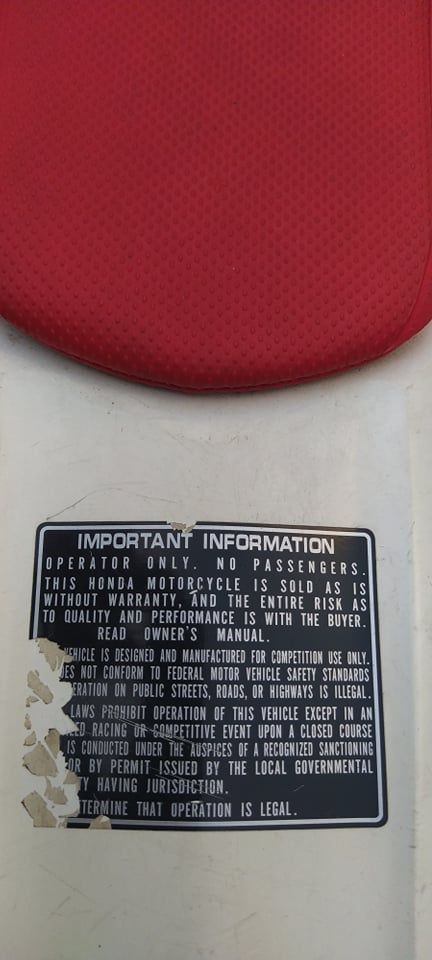 IMPORTANT INFORMATION
OPERATOR ONLY. NO PASSENGERS.
THIS HONDA MOTORCYCLE IS SOLD AS IS
WITHOUT WARRANTY, AND THE ENTIRE RISK AS
TO QUALITY AND PERFORMANCE IS WITH THE BUYER.
READ OWNER'S MANUAL.
VEHICLE IS DESIGNED AND MANUFACTURED FOR COMPETITION USE ONLY.
DOES NOT CONFORM TO FEDERAL MOTOR VEHICLE SAFETY STANDARDS
ON PUBLIC STREETS, ROADS, OR HIGHWAYS IS ILLEGAL.
LAWS PROHIBIT OPERATION OF THIS VEHICLE EXCEPT IN AN
RACING OR COMPETITIVE EVENT UPON A CLOSED COURSE
IS CONDUCTED UNDER THE AUSPICES OF A RECOGNIZED SANCTIONING
OR BY PERMIT ISSUED BY THE LOCAL GOVERNMENTAL
HAVING JURISDICTION.
THAT OPERATION IS LEGAL.